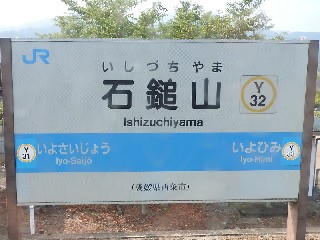 JR
いしづちやま
石鎚山
Y
32
Ishizuchiyama
Y
31
いよさいじょう
Iyo-Saijō
いよひみ
Iyo-Himi
Y
33
(愛媛県西条市)